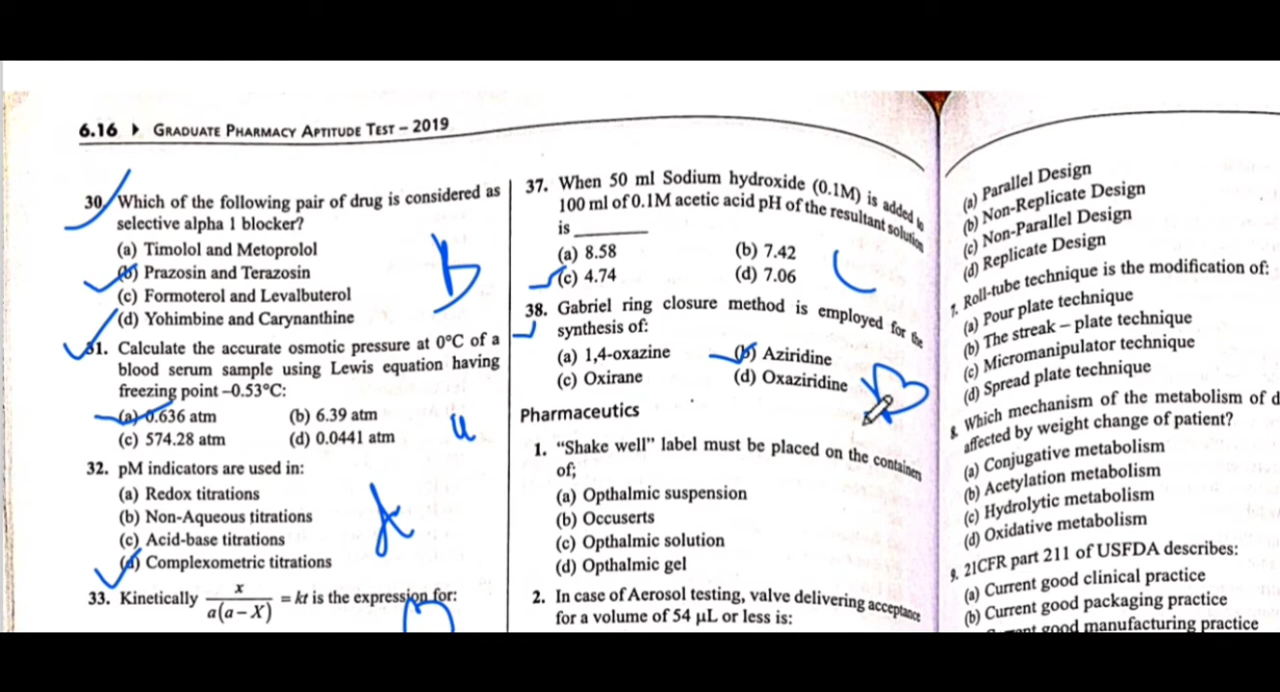 6.16 ▸ GRADUATE PHARMACY APTITUDE TEST – 2019
30. Which of the following pair of drug is considered as
selective alpha 1 blocker?
(a) Timolol and Metoprolol
(b) Prazosin and Terazosin
(c) Formoterol and Levalbuterol
(d) Yohimbine and Carynanthine
b
31. Calculate the accurate osmotic pressure at 0°C of a
blood serum sample using Lewis equation having
freezing point –0.53°C:
(a) 0.636 atm (b) 6.39 atm
(c) 574.28 atm (d) 0.0441 atm
32. pM indicators are used in:
(a) Redox titrations
(b) Non-Aqueous titrations
(c) Acid-base titrations
(d) Complexometric titrations
33. Kinetically x / a(a – X) = kt is the expression for:
37. When 50 ml Sodium hydroxide (0.1M) is added to
100 ml of 0.1M acetic acid pH of the resultant solution
is ________
(a) 8.58 (b) 7.42
(c) 4.74 (d) 7.06
38. Gabriel ring closure method is employed for the
synthesis of:
(a) 1,4-oxazine (b) Aziridine
(c) Oxirane (d) Oxaziridine
Pharmaceutics
1. “Shake well” label must be placed on the containers
of;
(a) Opthalmic suspension
(b) Occuserts
(c) Opthalmic solution
(d) Opthalmic gel
2. In case of Aerosol testing, valve delivering acceptance
for a volume of 54 µL or less is:
(a) Parallel Design
(b) Non-Replicate Design
(c) Non-Parallel Design
(d) Replicate Design
7. Roll-tube technique is the modification of:
(a) Pour plate technique
(b) The streak – plate technique
(c) Micromanipulator technique
(d) Spread plate technique
8. Which mechanism of the metabolism of
affected by weight change of patient?
(a) Conjugative metabolism
(b) Acetylation metabolism
(c) Hydrolytic metabolism
(d) Oxidative metabolism
9. 21CFR part 211 of USFDA describes:
(a) Current good clinical practice
(b) Current good packaging practice
good manufacturing practice